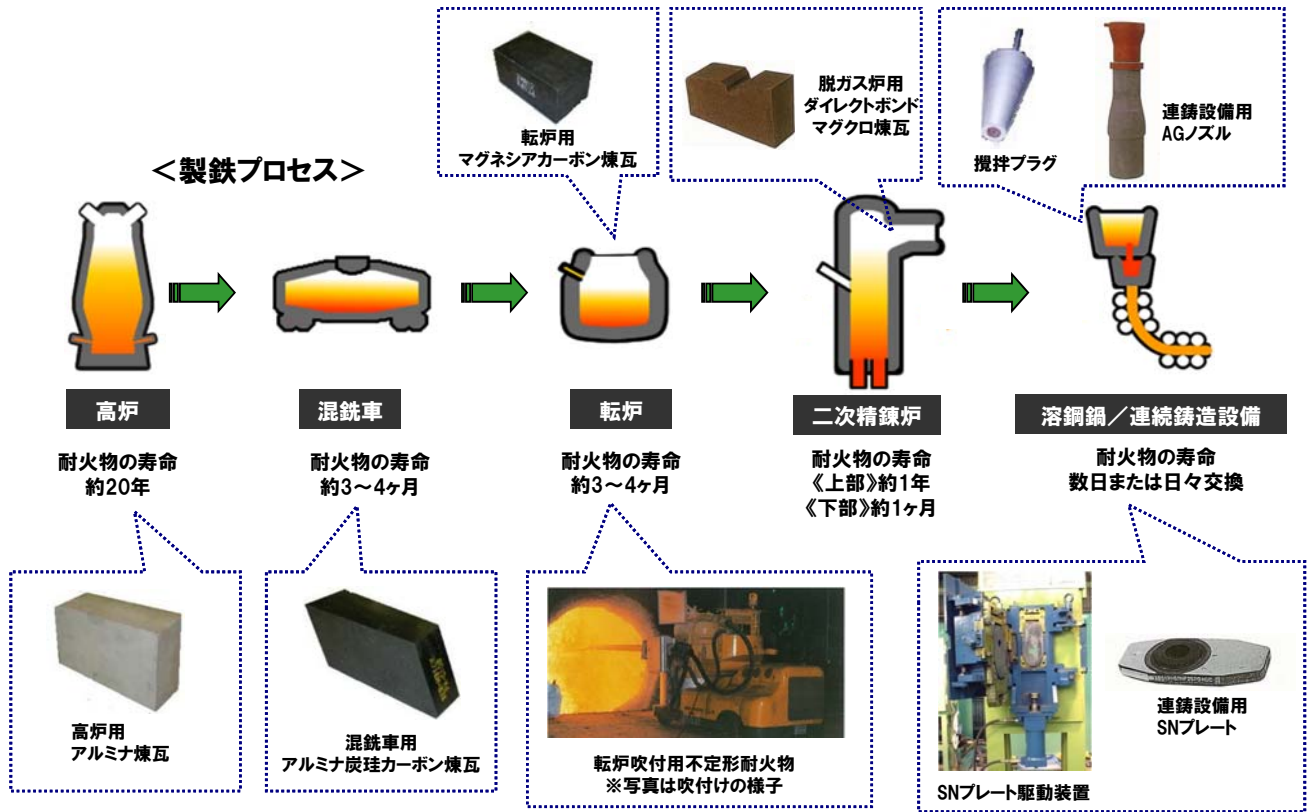 転炉用
マグネシアカーボン煉瓦
脱ガス炉用
ダイレクトボンド
マグクロ煉瓦
攪拌プラグ
連鋳設備用
AGノズル
＜製鉄プロセス＞
高炉
混銑車
転炉
二次精錬炉
溶鋼鍋／連続鋳造設備
耐火物の寿命
約20年
耐火物の寿命
約3～4ヶ月
耐火物の寿命
約3～4ヶ月
耐火物の寿命
《上部》約1年
《下部》約1ヶ月
耐火物の寿命
数日または日々交換
高炉用
アルミナ煉瓦
混銑車用
アルミナ炭珪カーボン煉瓦
転炉吹付用不定形耐火物
※写真は吹付けの様子
SNプレート駆動装置
連鋳設備用
SNプレート